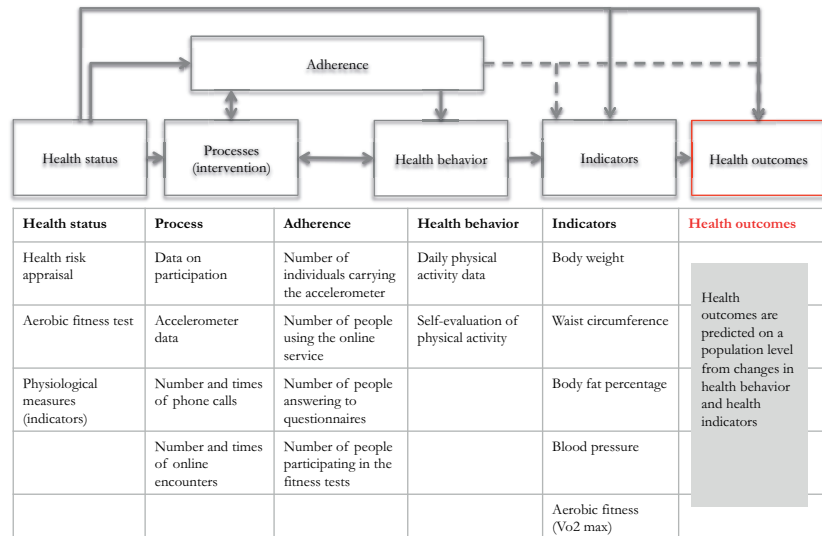 Adherence
Health status
Processes
(intervention)
Health behavior
Indicators
Health outcomes
Health status
Process
Adherence
Health behavior
Indicators
Health outcomes
Health risk
appraisal
Data on
participation
Number of
individuals carrying
the accelerometer
Daily physical
activity data
Body weight
Aerobic fitness test
Accelerometer
data
Number of people
using the online
service
Self-evaluation of
physical activity
Waist circumference
Physiological
measures
(indicators)
Number and times
of phone calls
Number of people
answering to
questionnaires
Body fat percentage
Number and times
of online
encounters
Number of people
participating in the
fitness tests
Blood pressure
Aerobic fitness
(Vo2 max)
Health
outcomes are
predicted on a
population level
from changes in
health behavior
and health
indicators